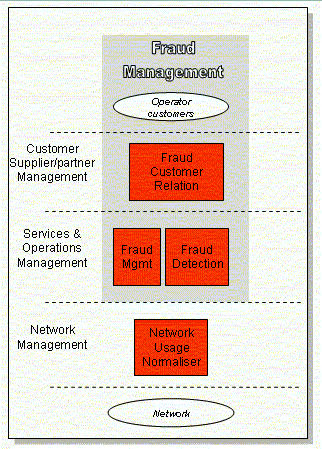 Fraud
Management
Operator
customers
Customer
Supplier/partner
Management
Fraud
Customer
Relation
Services &
Operations
Management
Fraud
Mgmt
Fraud
Detection
Network
Management
Network
Usage
Normaliser
Network